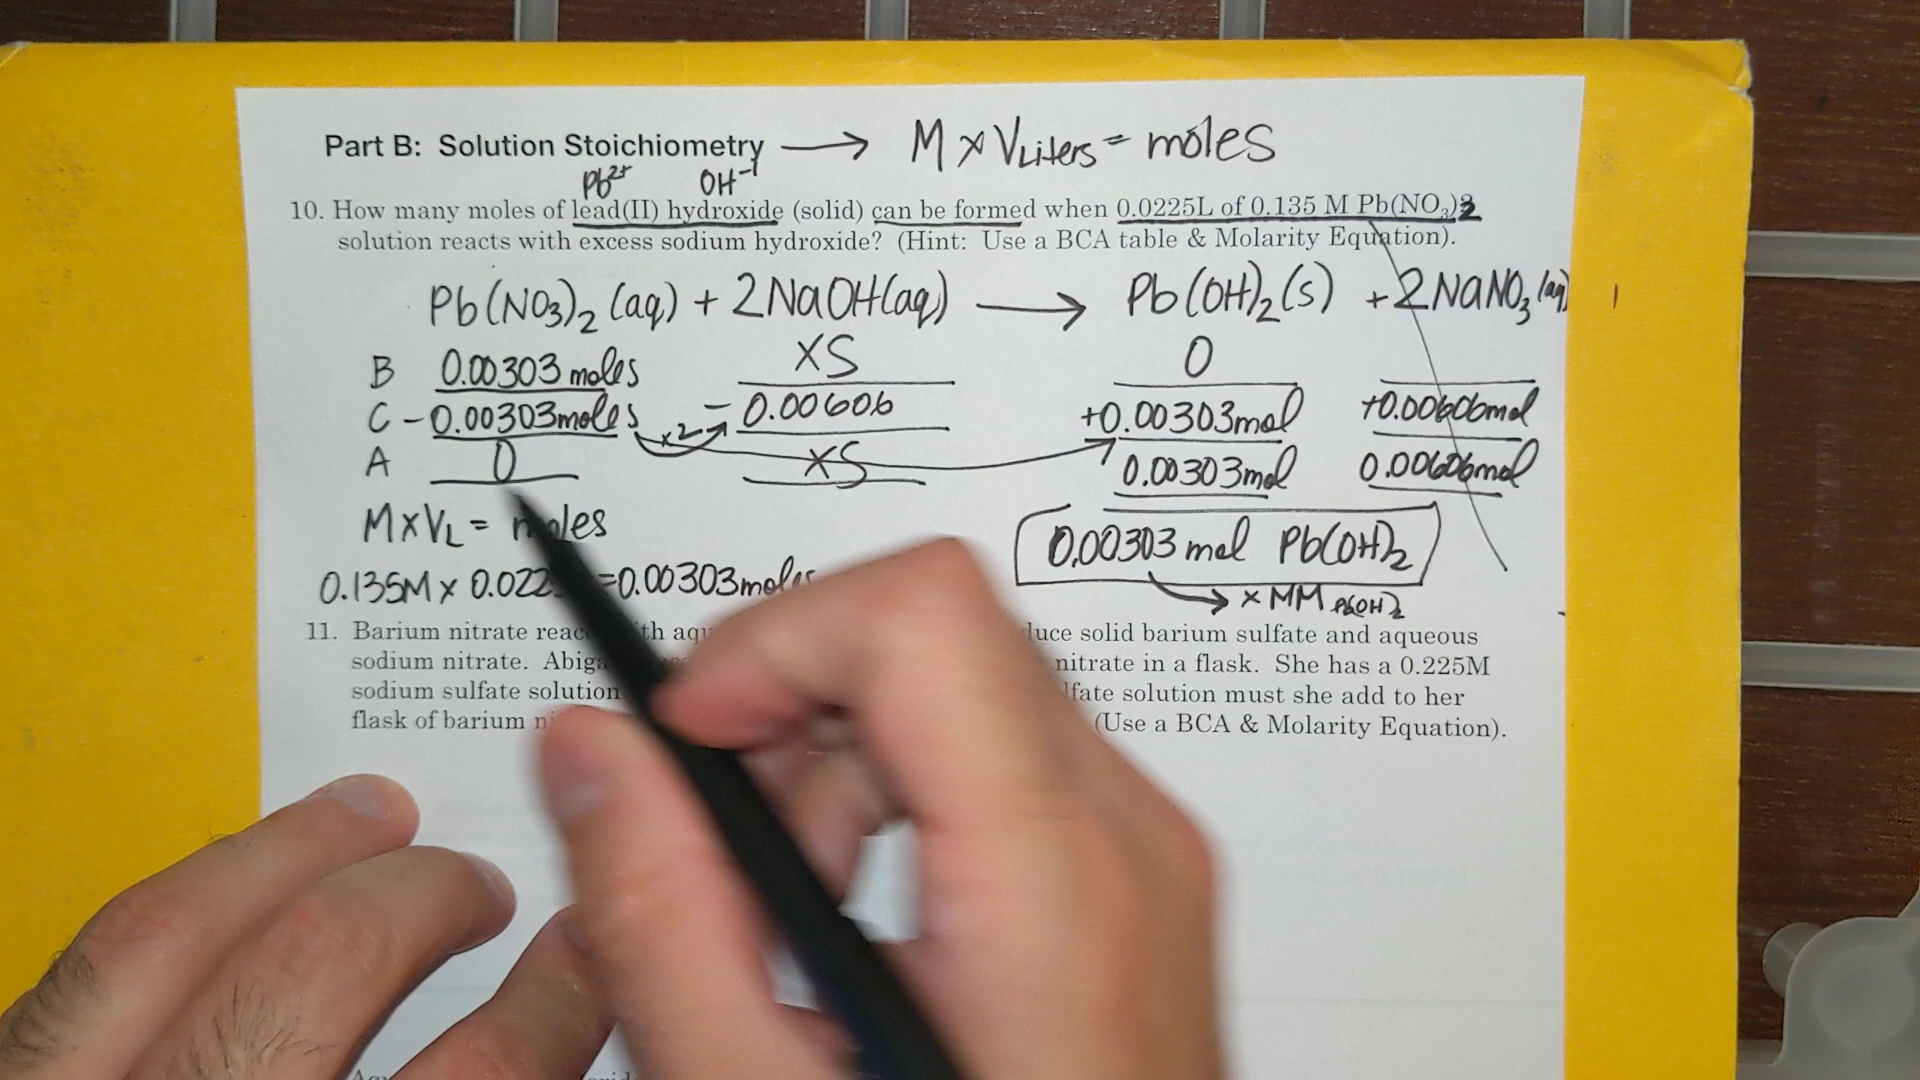 Part B: Solution Stoichiometry → M x VLiters = moles
Pb²⁺ OH⁻¹
10. How many moles of lead(II) hydroxide (solid) can be formed when 0.0225L of 0.135 M Pb(NO₃)2
solution reacts with excess sodium hydroxide? (Hint: Use a BCA table & Molarity Equation).
Pb(NO₃)₂ (aq) + 2NaOH(aq) → Pb(OH)₂(s) + 2NaNO₃(aq)
B 0.00303 moles XS 0
C -0.00303moles x2 -0.00606 +0.00303mol +0.00606mol
A 0 XS 0.00303mol 0.00606mol
MxVL = moles
0.00303 mol Pb(OH)₂
0.135M x 0.022 =0.00303moles
→ x MM Pb(OH)₂
11. Barium nitrate reac th aqu duce solid barium sulfate and aqueous
sodium nitrate. Abiga nitrate in a flask. She has a 0.225M
sodium sulfate solution lfate solution must she add to her
flask of barium ni (Use a BCA & Molarity Equation).